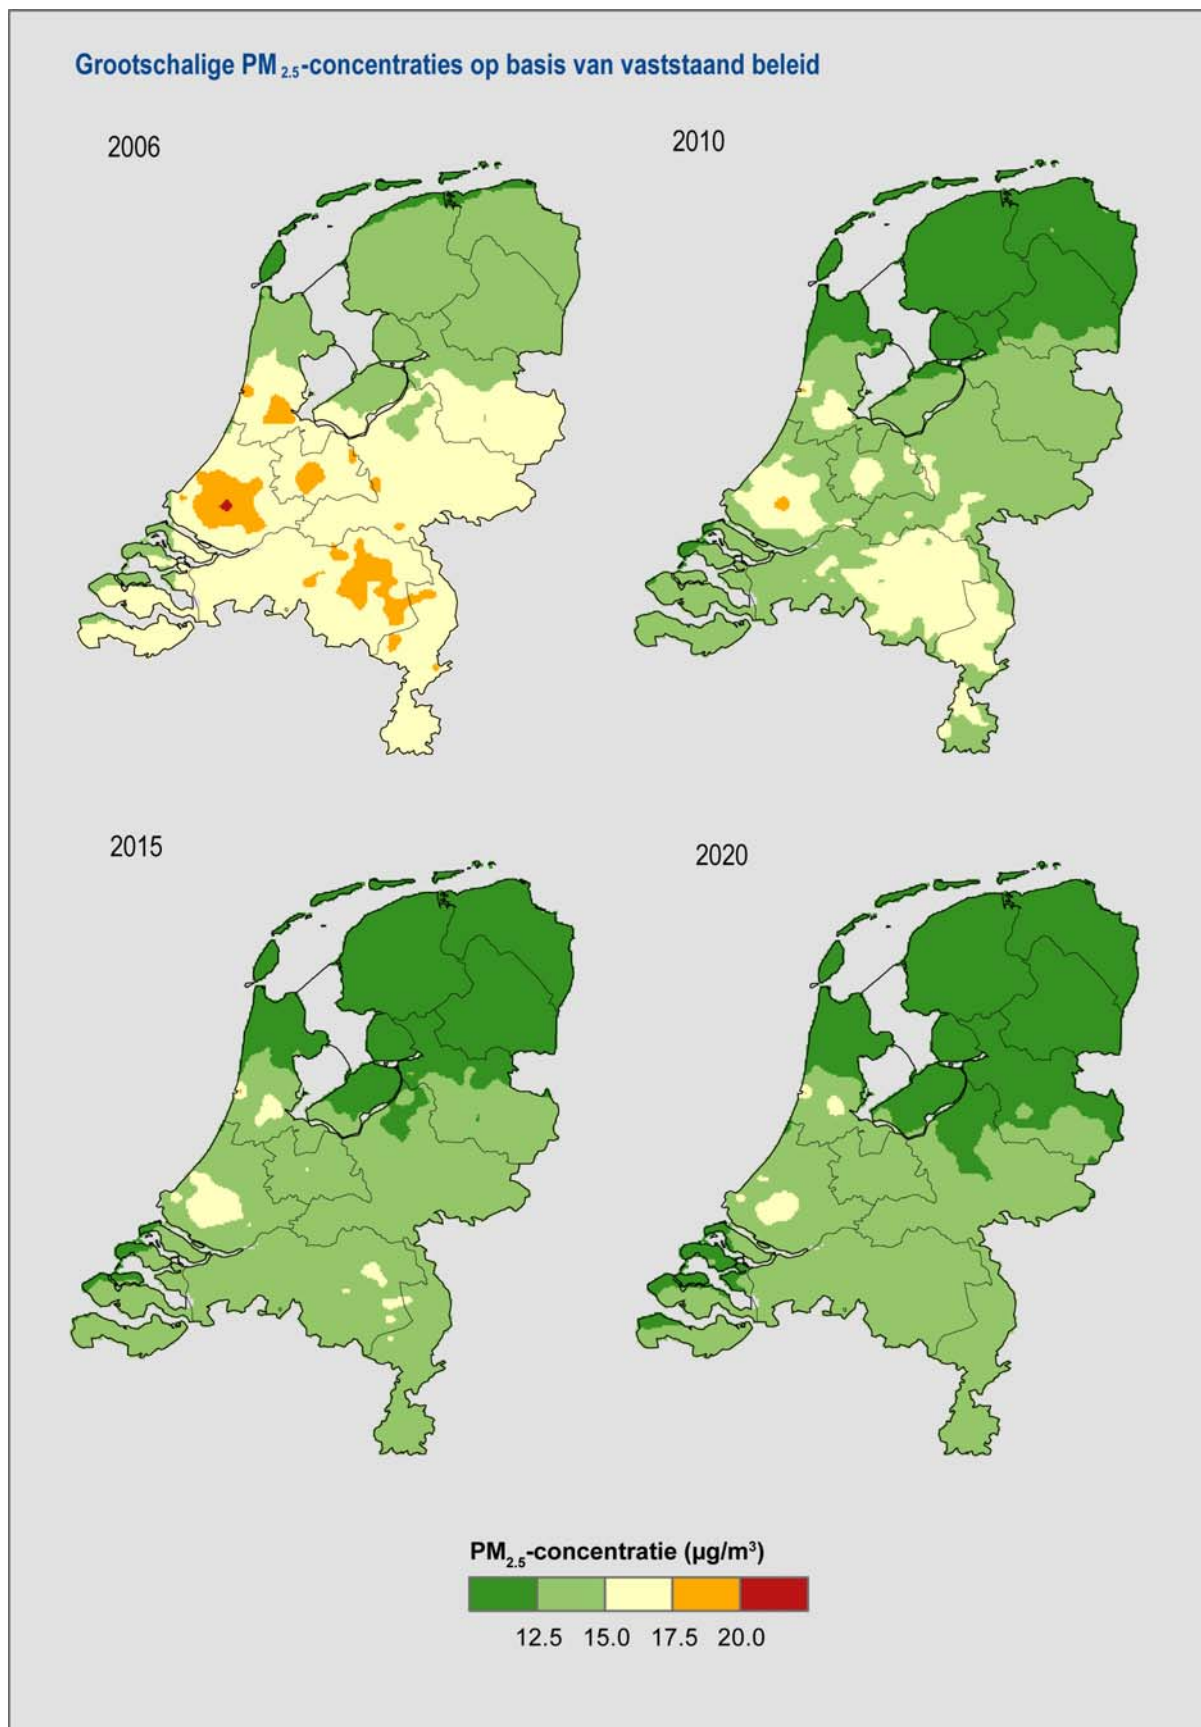 Grootschalige PM2.5-concentraties op basis van vaststaand beleid
2006
2010
2015
2020
PM2.5-concentratie (µg/m³)
12.5 15.0 17.5 20.0